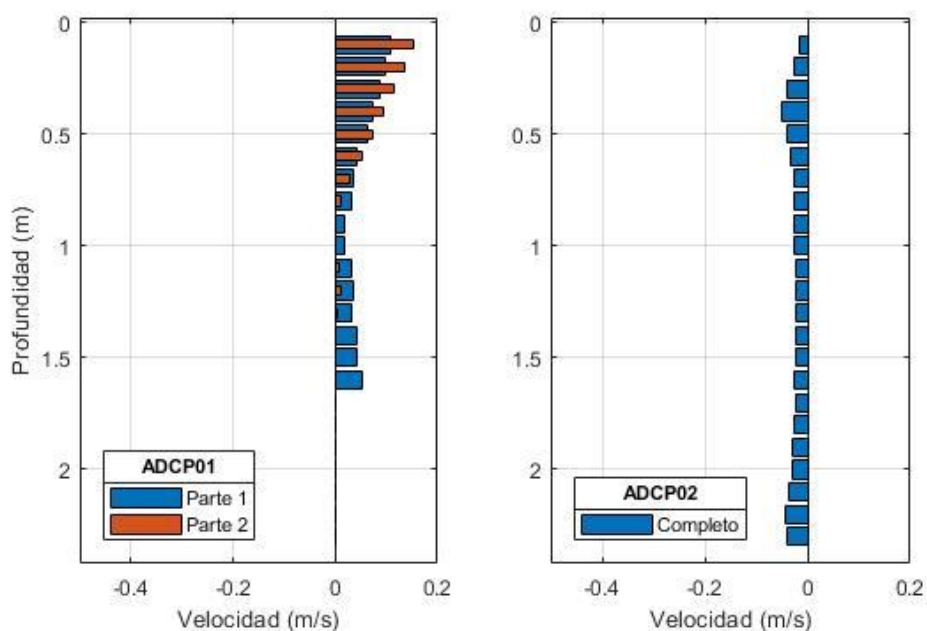 0
0.5
1
1.5
2
Profundidad (m)
ADCP01
Parte 1
Parte 2
-0.4
-0.2
0
0.2
Velocidad (m/s)
0
0.5
1
1.5
2
ADCP02
Completo
-0.4
-0.2
0
0.2
Velocidad (m/s)